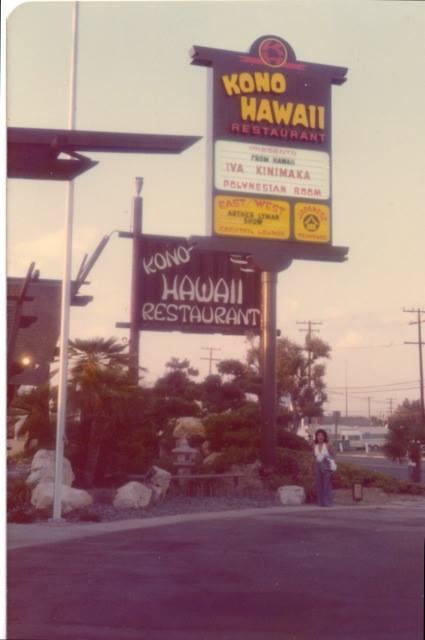 KONO
HAWAII
RESTAURANT
PRESENTS
FROM HAWAII
IVA KINIMAKA
POLYNESIAN ROOM
EAST/WEST
ARTHUR LYMAN
SHOW
COCKTAIL LOUNGE
JAPANESE
KONO-
HAWAII
RESTAURANT